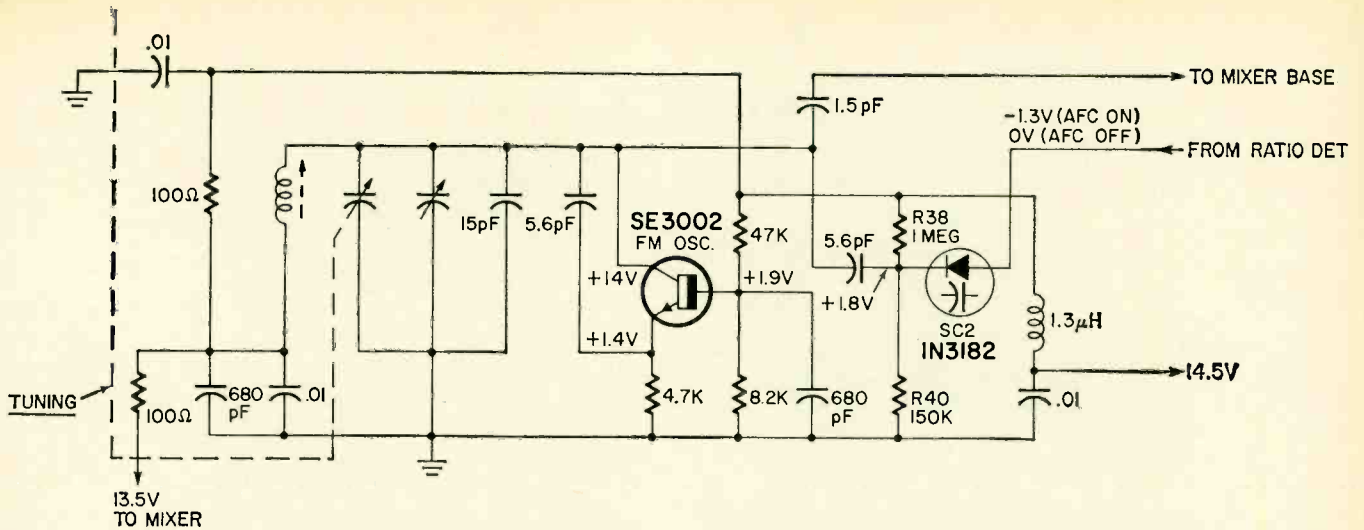 .01
TO MIXER BASE
1.5pF
-1.3V (AFC ON)
0V (AFC OFF)
FROM RATIO DET
100Ω
15pF
5.6pF
SE3002
FM OSC.
47K
R38
1 MEG
5.6pF
+14V
+1.9V
+1.8V
1.3μH
SC2
1N3182
+1.4V
14.5V
TUNING
100Ω
680
pF
.01
4.7K
8.2K
680
pF
R40
150K
.01
13.5V
TO MIXER